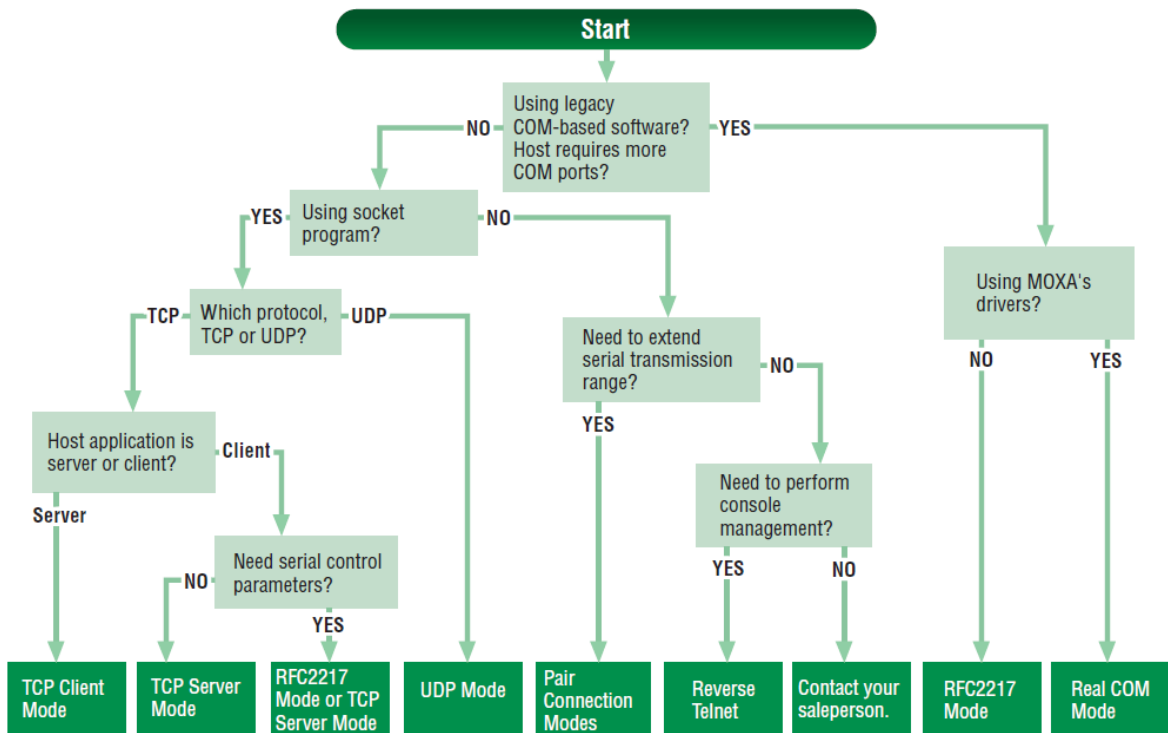 Start
Using legacy
COM-based software?
Host requires more
COM ports?
NO
YES
Using socket
program?
YES
NO
Using MOXA's
drivers?
NO
YES
Which protocol,
TCP or UDP?
TCP
UDP
Need to extend
serial transmission
range?
NO
YES
Host application is
server or client?
Client
Server
Need to perform
console
management?
YES
NO
Need serial control
parameters?
NO
YES
TCP Client
Mode
TCP Server
Mode
RFC2217
Mode or TCP
Server Mode
UDP Mode
Pair
Connection
Modes
Reverse
Telnet
Contact your
saleperson.
RFC2217
Mode
Real COM
Mode